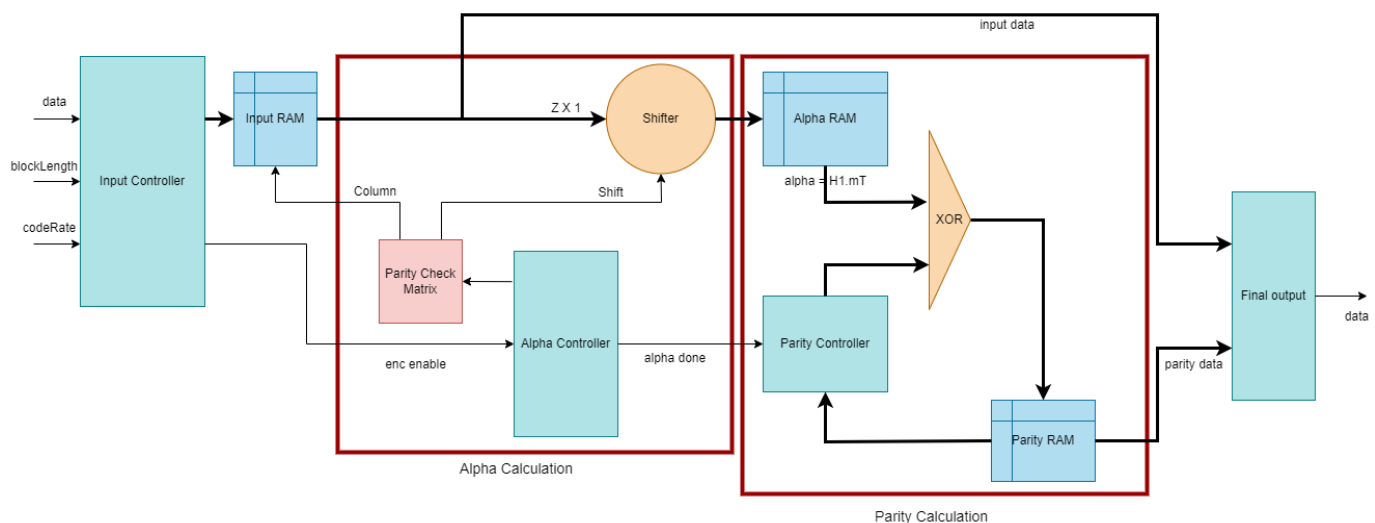 input data
data
blockLength
codeRate
Input Controller
Input RAM
Z X 1
Shifter
Alpha RAM
alpha = H1.mT
Column
Shift
XOR
Parity Check
Matrix
Alpha Controller
enc enable
alpha done
Parity Controller
Parity RAM
parity data
Final output
data
Alpha Calculation
Parity Calculation